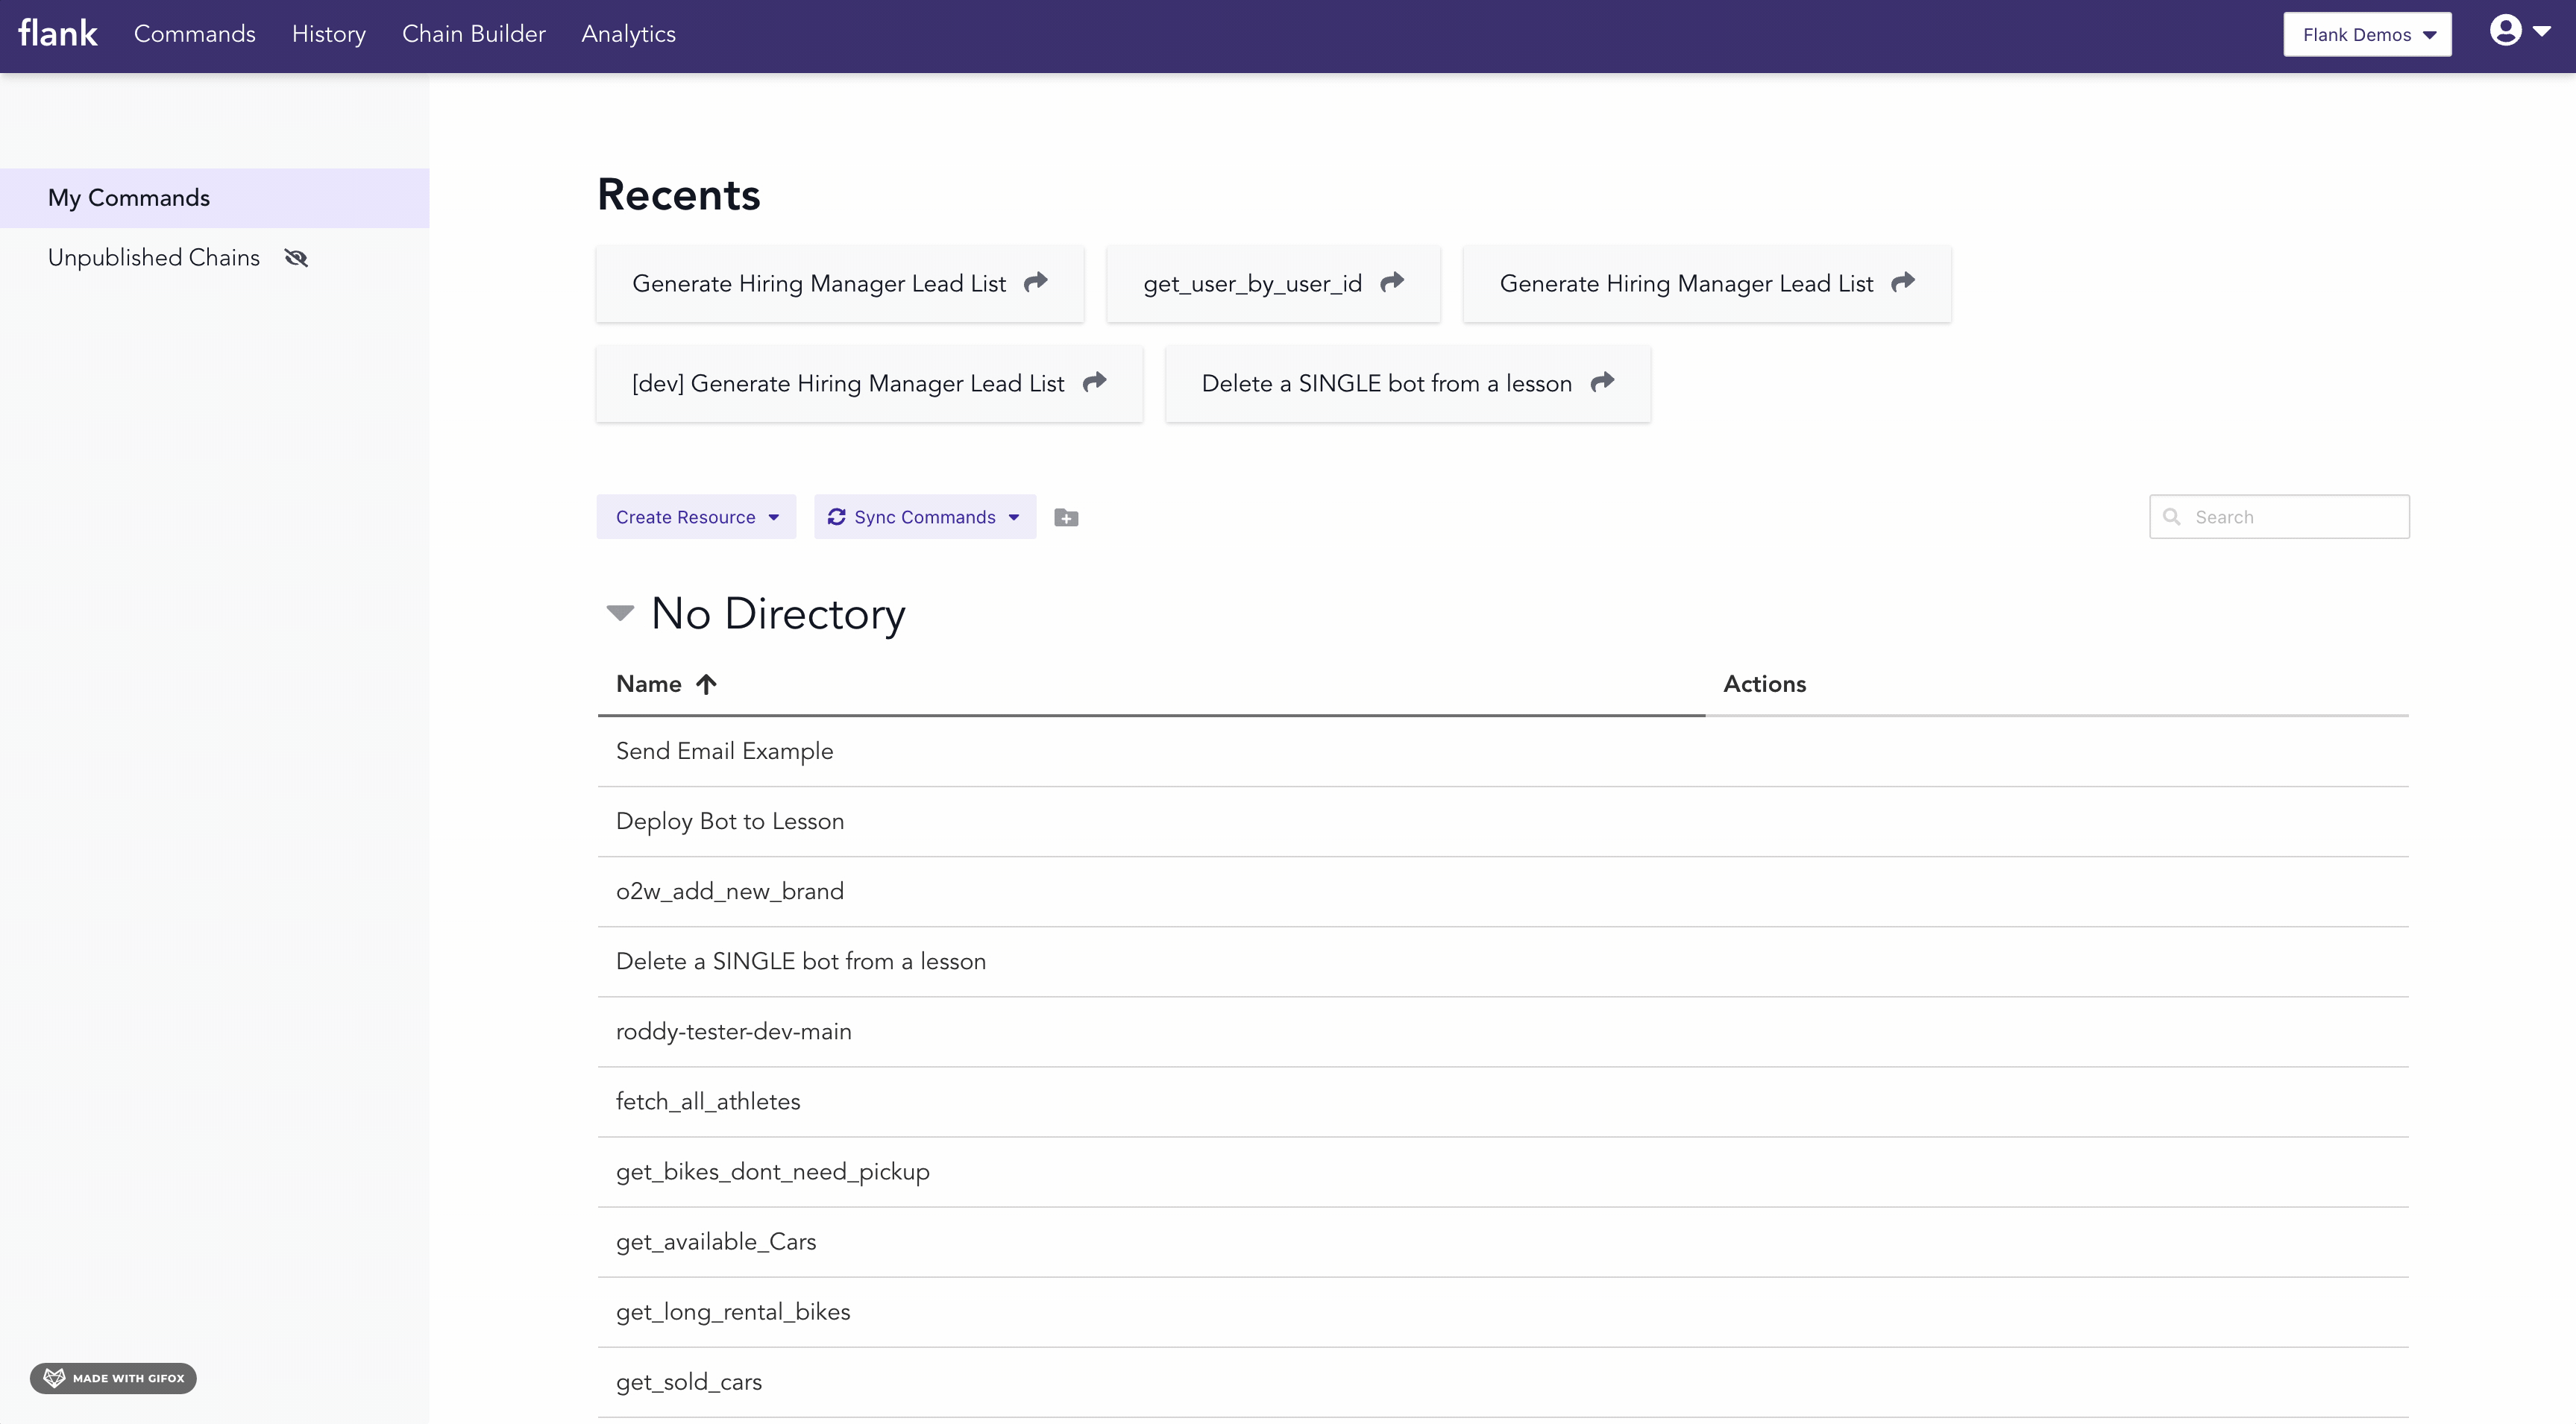 flank Commands History Chain Builder Analytics Flank Demos
My Commands
Unpublished Chains
Recents
Generate Hiring Manager Lead List get_user_by_user_id Generate Hiring Manager Lead List
[dev] Generate Hiring Manager Lead List Delete a SINGLE bot from a lesson
Create Resource Sync Commands Search
No Directory
Name Actions
Send Email Example
Deploy Bot to Lesson
o2w_add_new_brand
Delete a SINGLE bot from a lesson
roddy-tester-dev-main
fetch_all_athletes
get_bikes_dont_need_pickup
get_available_Cars
get_long_rental_bikes
get_sold_cars
MADE WITH GIFOX